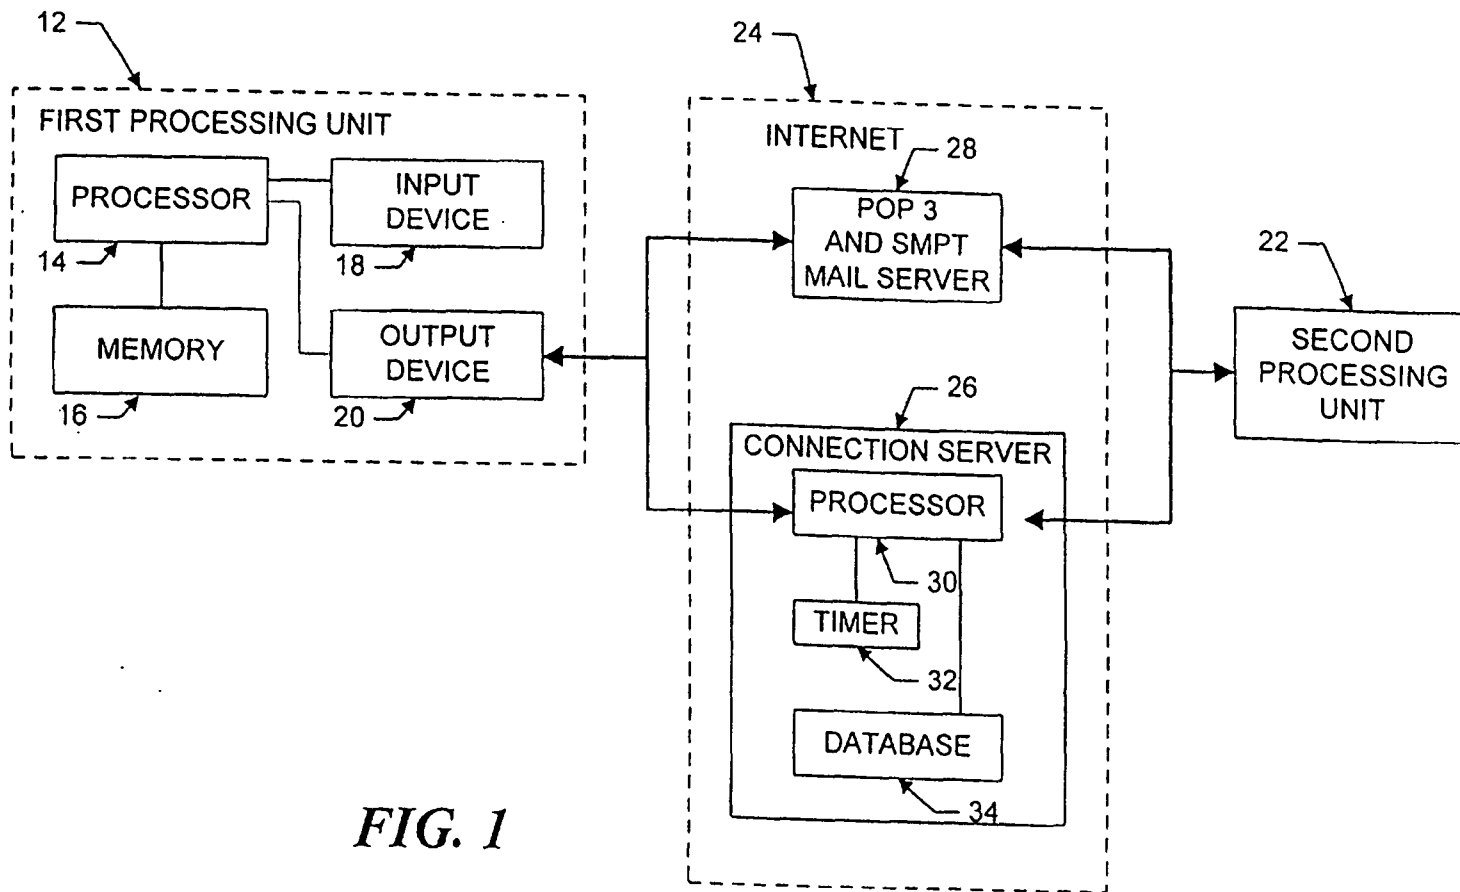 12
FIRST PROCESSING UNIT
PROCESSOR
14
INPUT
DEVICE
18
MEMORY
16
OUTPUT
DEVICE
20
24
INTERNET
28
POP 3
AND SMPT
MAIL SERVER
26
CONNECTION SERVER
PROCESSOR
30
TIMER
32
DATABASE
34
22
SECOND
PROCESSING
UNIT
FIG. 1